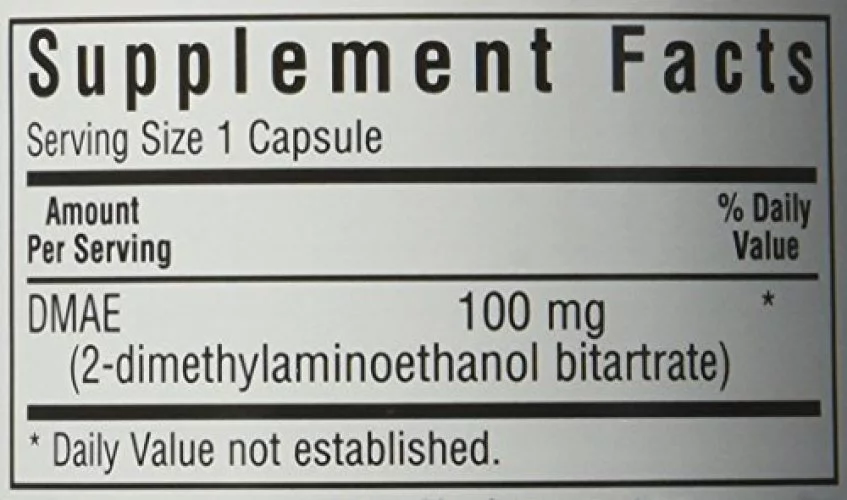 Supplement Facts
Serving Size 1 Capsule
Amount
Per Serving
% Daily
Value
DMAE 100 mg *
(2-dimethylaminoethanol bitartrate)
* Daily Value not established.